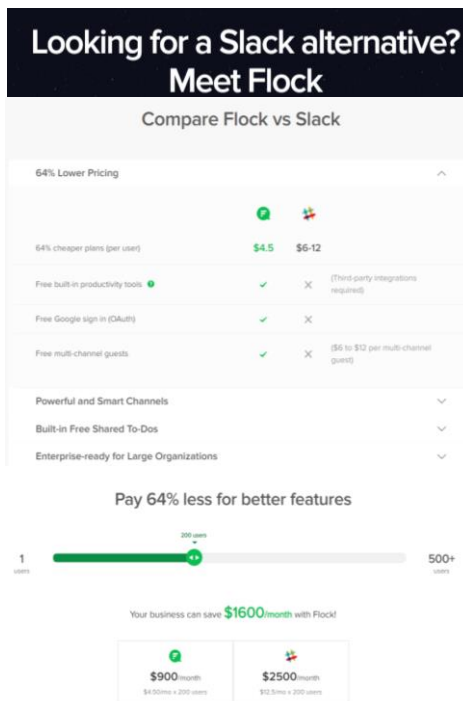 Looking for a Slack alternative?
Meet Flock
Compare Flock vs Slack
64% Lower Pricing
64% cheaper plans (per user) $4.5 $6-12
Free built-in productivity tools (Third-party integrations
required)
Free Google sign in (OAuth)
Free multi-channel guests ($6 to $12 per multi-channel
guest)
Powerful and Smart Channels
Built-in Free Shared To-Dos
Enterprise-ready for Large Organizations
Pay 64% less for better features
200 users
1 500+
users users
Your business can save $1600/month with Flock!
$900/month $2500/month
$4.50/mo x 200 users $12.5/mo x 200 users